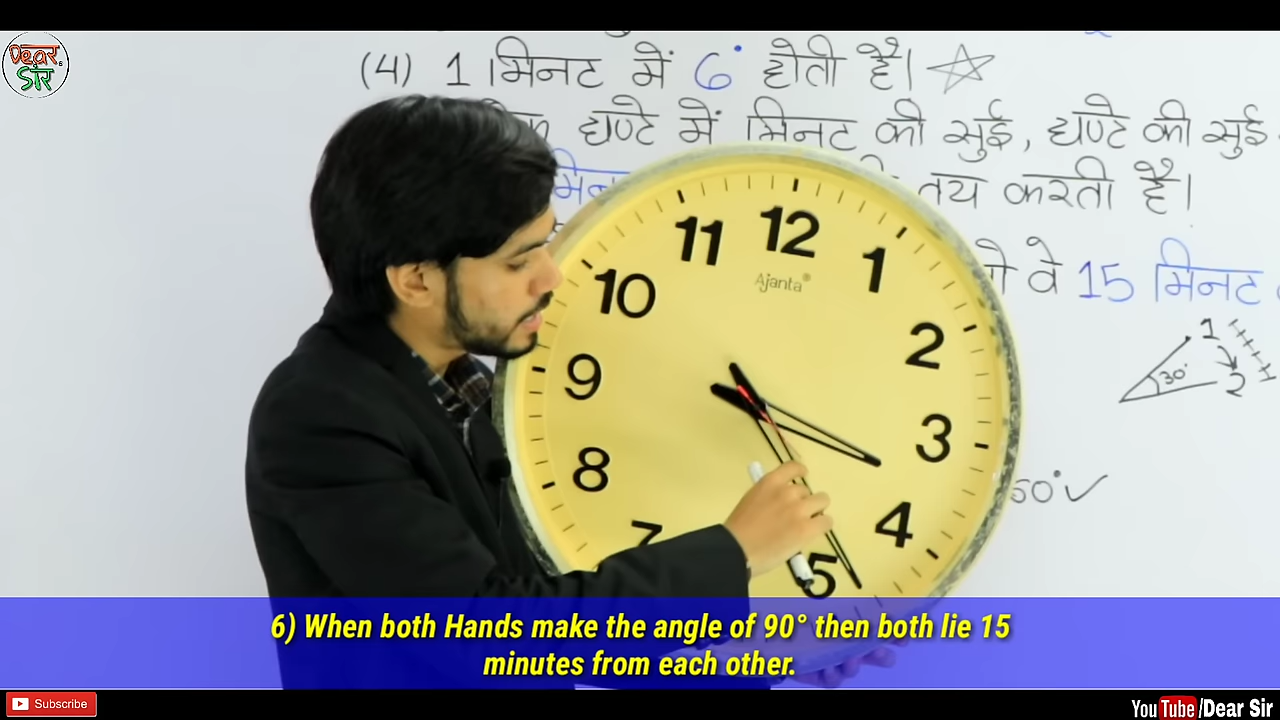 Dear
Sir
(4) 1 मिनट में 6° होती है।
घण्टे में मिनट की सुई, घण्टे की सुई
तय करती है।
वे 15 मिनट
12
11
1
10
2
9
3
8
4
7
5
Ajanta
1
30°
2
6) When both Hands make the angle of 90° then both lie 15
minutes from each other.
Subscribe
You Tube /Dear Sir